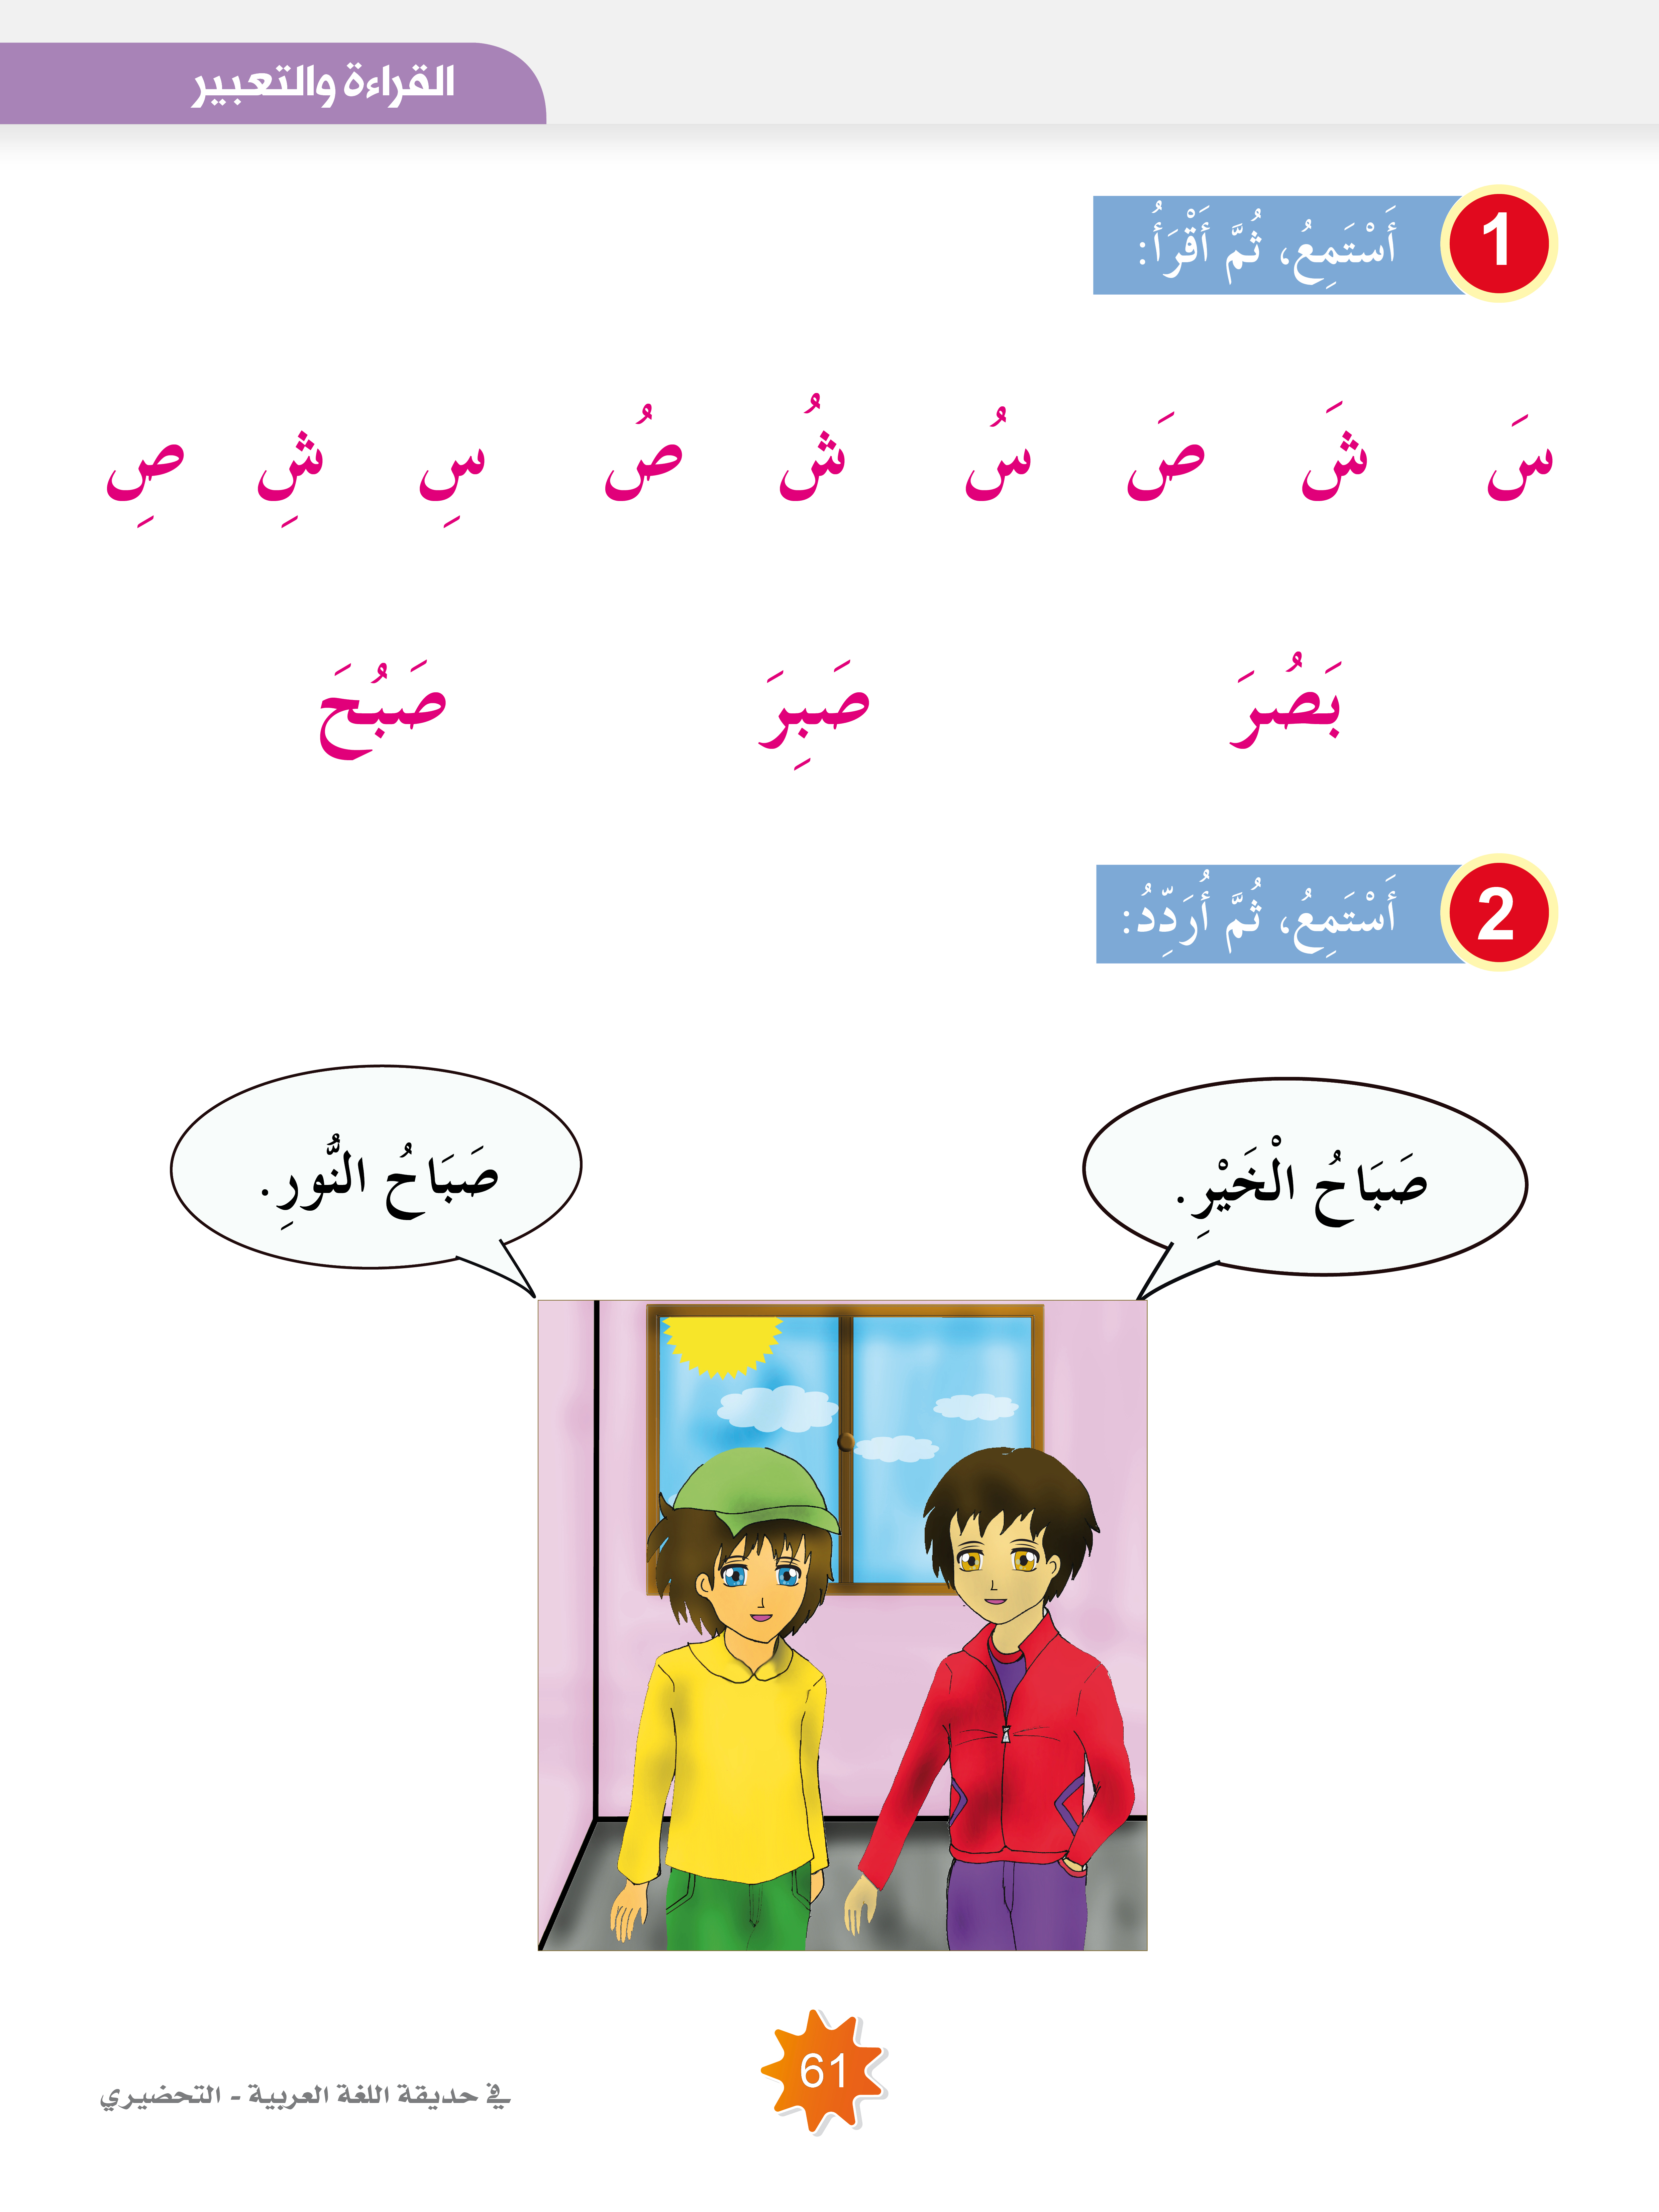 القراءة والتعبير
1 أَسْتَمِعُ، ثُمَّ أَقْرَأُ:
سَ شَ صَ سُ شُ صُ سِ شِ صِ
بَصُرَ صَبِرَ صَبُحَ
2 أَسْتَمِعُ، ثُمَّ أُرَدِّدُ:
صَبَاحُ الْخَيْرِ.
صَبَاحُ النُّورِ.
61
في حديقة اللغة العربية - التحضيري